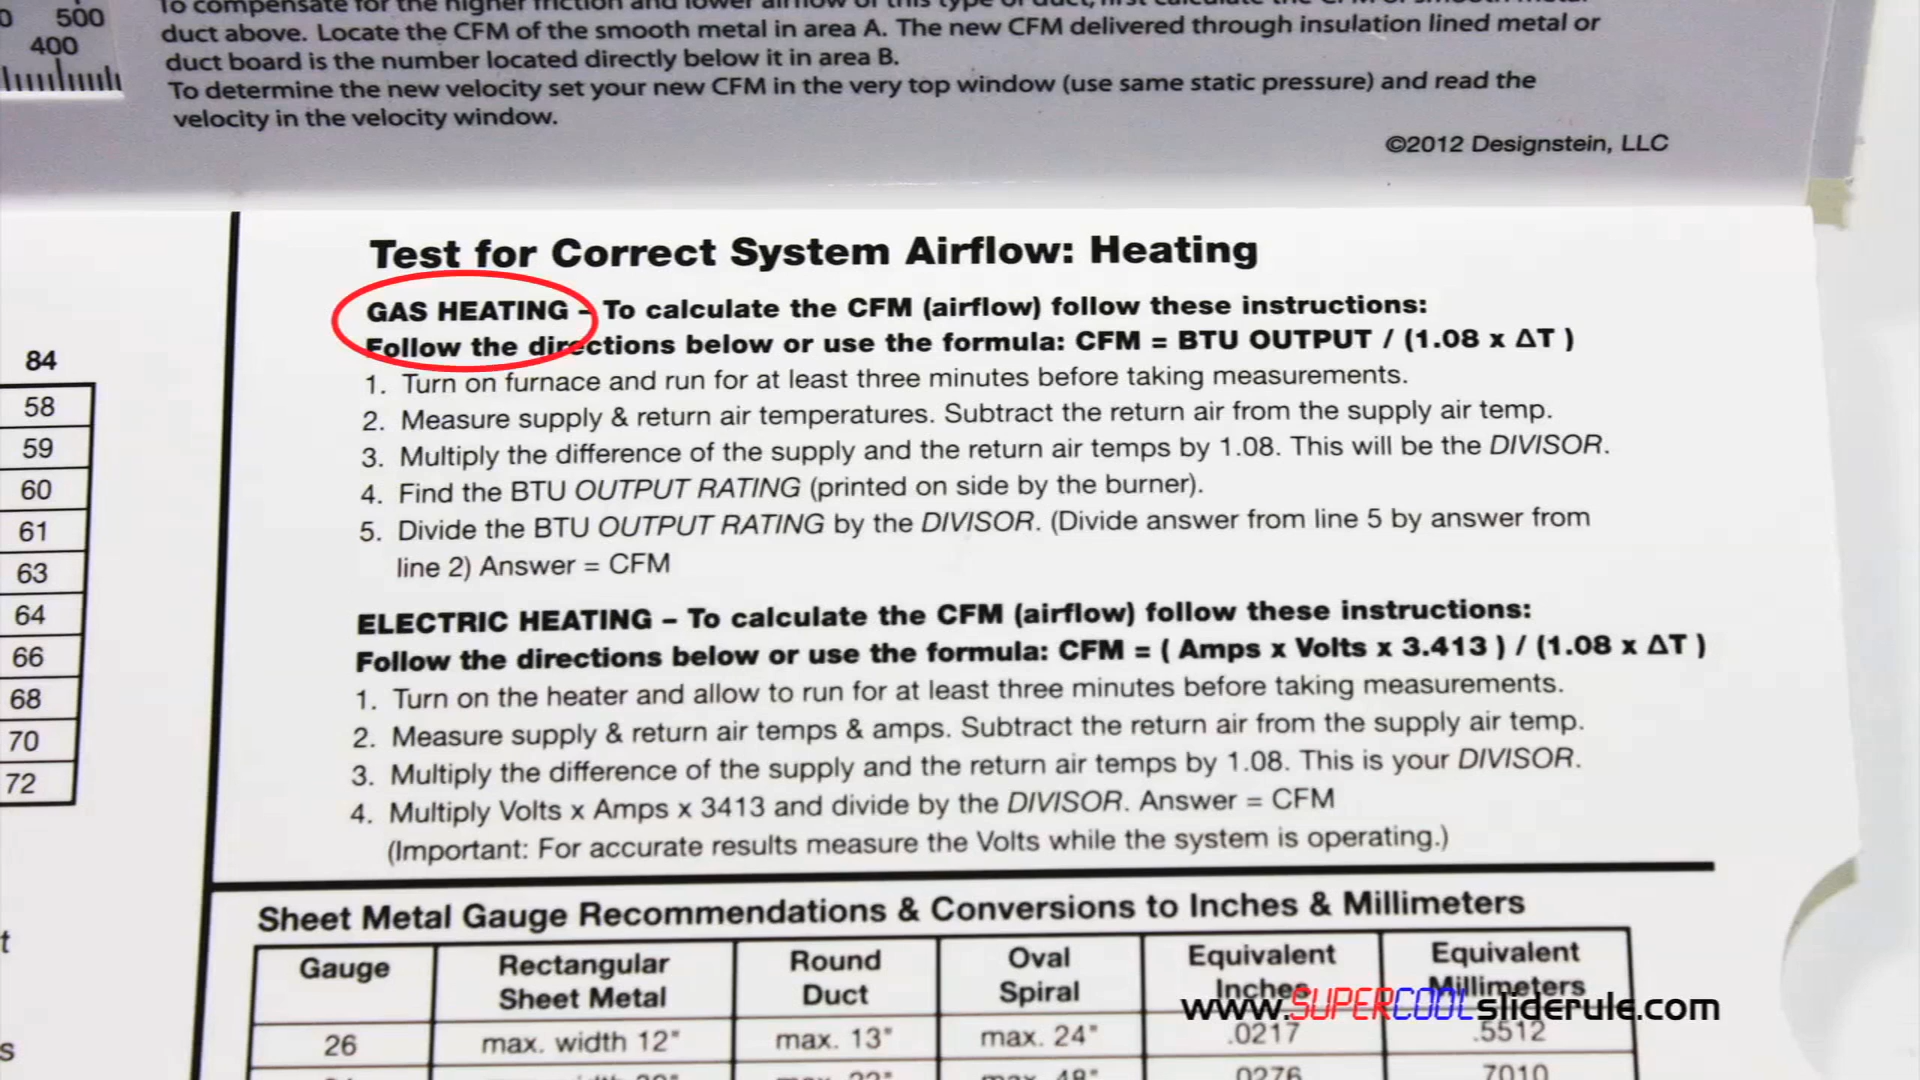 500
400
To compensate for the higher friction and lower airflow of this type of duct, first calculate the CFM of smooth metal
duct above. Locate the CFM of the smooth metal in area A. The new CFM delivered through insulation lined metal or
duct board is the number located directly below it in area B.
To determine the new velocity set your new CFM in the very top window (use same static pressure) and read the
velocity in the velocity window.
©2012 Designstein, LLC
84
58
59
60
61
63
64
66
68
70
72
Test for Correct System Airflow: Heating
GAS HEATING – To calculate the CFM (airflow) follow these instructions:
Follow the directions below or use the formula: CFM = BTU OUTPUT / (1.08 x ΔT )
1. Turn on furnace and run for at least three minutes before taking measurements.
2. Measure supply & return air temperatures. Subtract the return air from the supply air temp.
3. Multiply the difference of the supply and the return air temps by 1.08. This will be the DIVISOR.
4. Find the BTU OUTPUT RATING (printed on side by the burner).
5. Divide the BTU OUTPUT RATING by the DIVISOR. (Divide answer from line 5 by answer from
line 2) Answer = CFM
ELECTRIC HEATING – To calculate the CFM (airflow) follow these instructions:
Follow the directions below or use the formula: CFM = ( Amps x Volts x 3.413 ) / (1.08 x ΔT )
1. Turn on the heater and allow to run for at least three minutes before taking measurements.
2. Measure supply & return air temps & amps. Subtract the return air from the supply air temp.
3. Multiply the difference of the supply and the return air temps by 1.08. This is your DIVISOR.
4. Multiply Volts x Amps x 3413 and divide by the DIVISOR. Answer = CFM
(Important: For accurate results measure the Volts while the system is operating.)
Sheet Metal Gauge Recommendations & Conversions to Inches & Millimeters
Gauge Rectangular Sheet Metal Round Duct Oval Spiral Equivalent Inches Equivalent Millimeters
26 max. width 12" max. 13" max. 24" .0217 .5512
.0276 .7010
www.SUPERCOOLsliderule.com